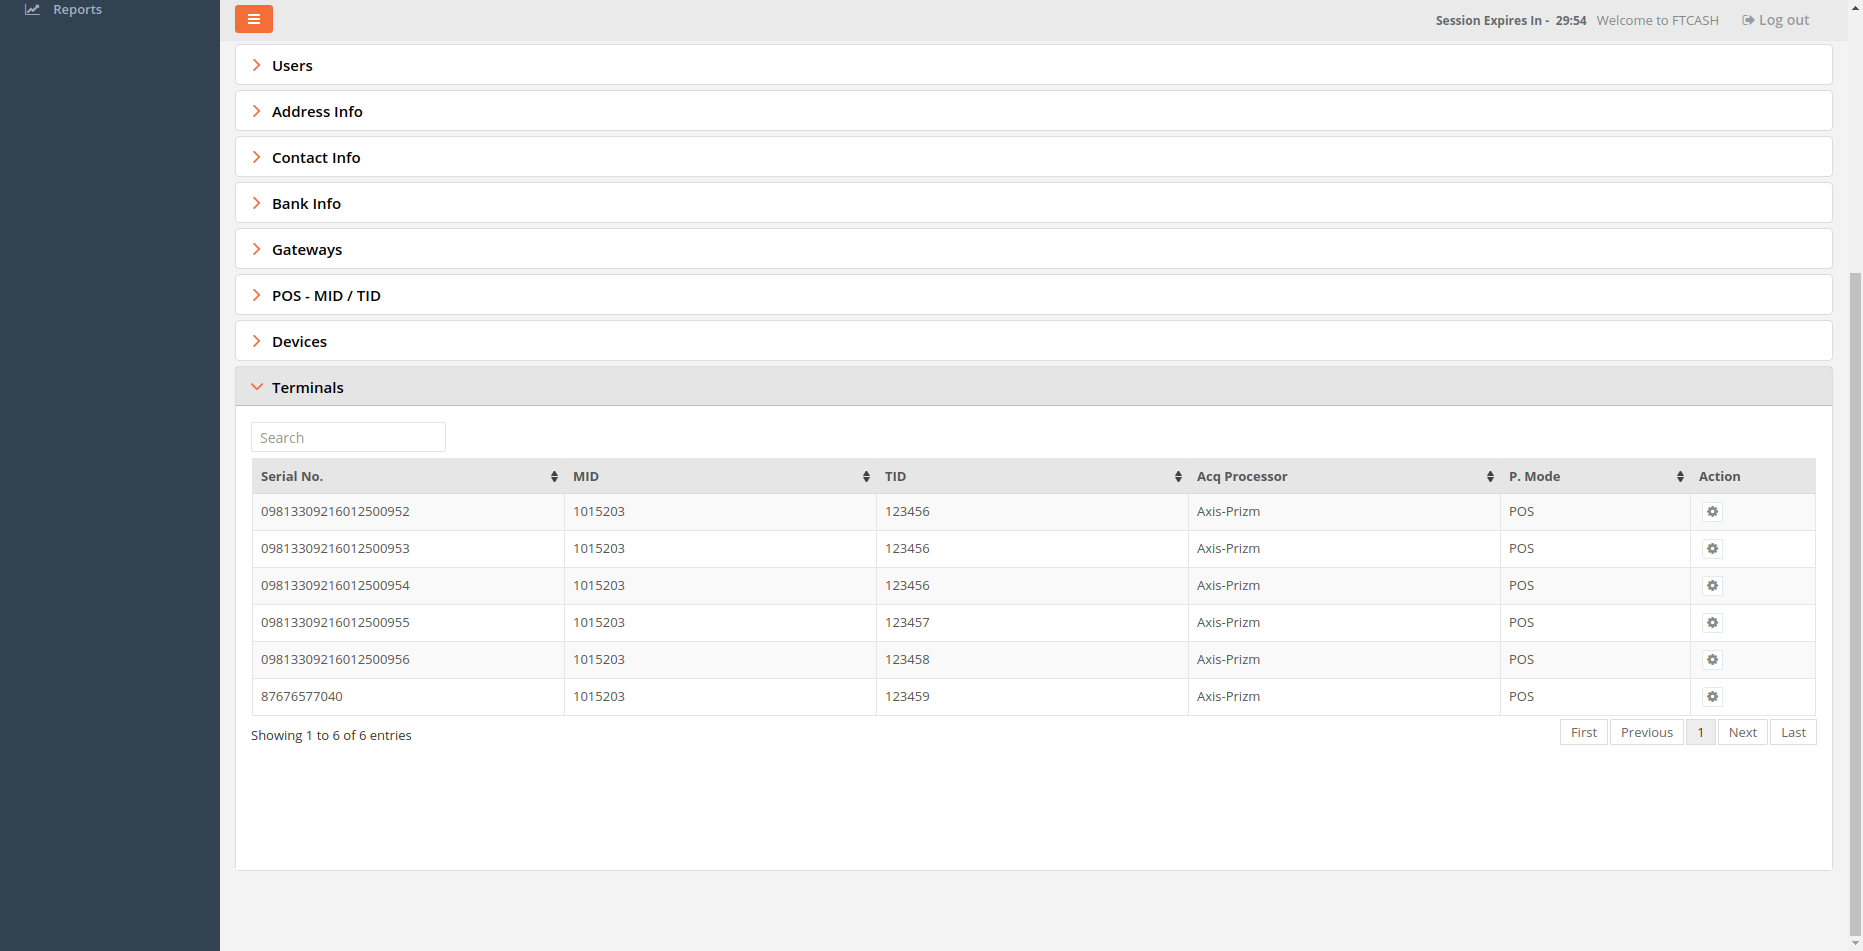 Reports
Session Expires In - 29:54 Welcome to FTCASH Log out
Users
Address Info
Contact Info
Bank Info
Gateways
POS - MID / TID
Devices
Terminals
Search
Serial No. MID TID Acq Processor P. Mode Action
09813309216012500952 1015203 123456 Axis-Prizm POS
09813309216012500953 1015203 123456 Axis-Prizm POS
09813309216012500954 1015203 123456 Axis-Prizm POS
09813309216012500955 1015203 123457 Axis-Prizm POS
09813309216012500956 1015203 123458 Axis-Prizm POS
87676577040 1015203 123459 Axis-Prizm POS
Showing 1 to 6 of 6 entries
First Previous 1 Next Last